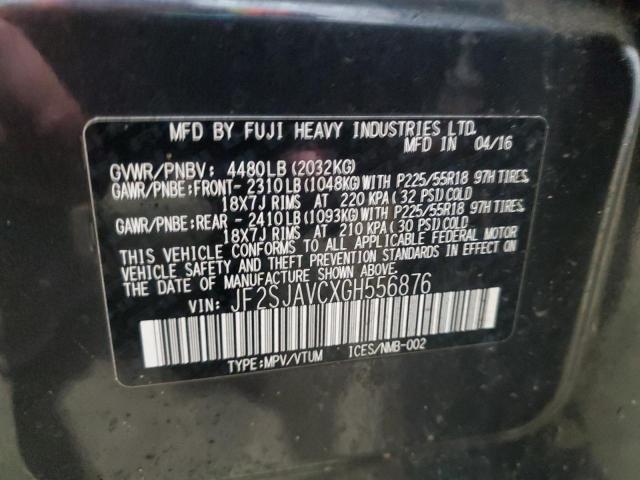 MFD BY FUJI HEAVY INDUSTRIES LTD.
MFD IN 04/16
GVWR/PNBV: 4480LB (2032KG)
GAWR/PNBE:FRONT- 2310LB (1048KG) WITH P225/55R18 97H TIRES,
18X7J RIMS AT 220 KPA (32 PSI) COLD
GAWR/PNBE:REAR - 2410LB (1093KG) WITH P225/55R18 97H TIRES
18X7J RIMS AT 210 KPA (30 PSI) COLD
THIS VEHICLE CONFORMS TO ALL APPLICABLE FEDERAL MOTOR
VEHICLE SAFETY AND THEFT PREVENTION STANDARDS IN EFFECT ON THE
DATE OF MANUFACTURE SHOWN ABOVE.
VIN: JF2SJAVCXGH556876
TYPE:MPV/VTUM ICES/NMB-002